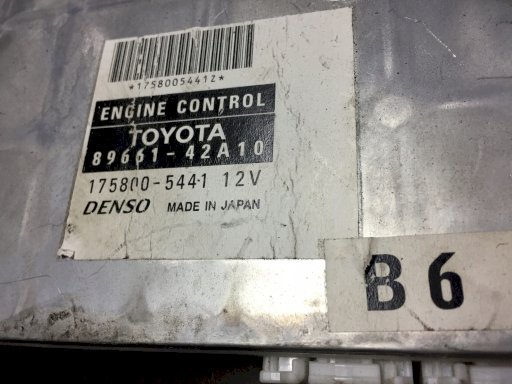 *1758005441Z*
ENGINE CONTROL
TOYOTA
89661-42A10
175800-5441 12V
DENSO MADE IN JAPAN
B6